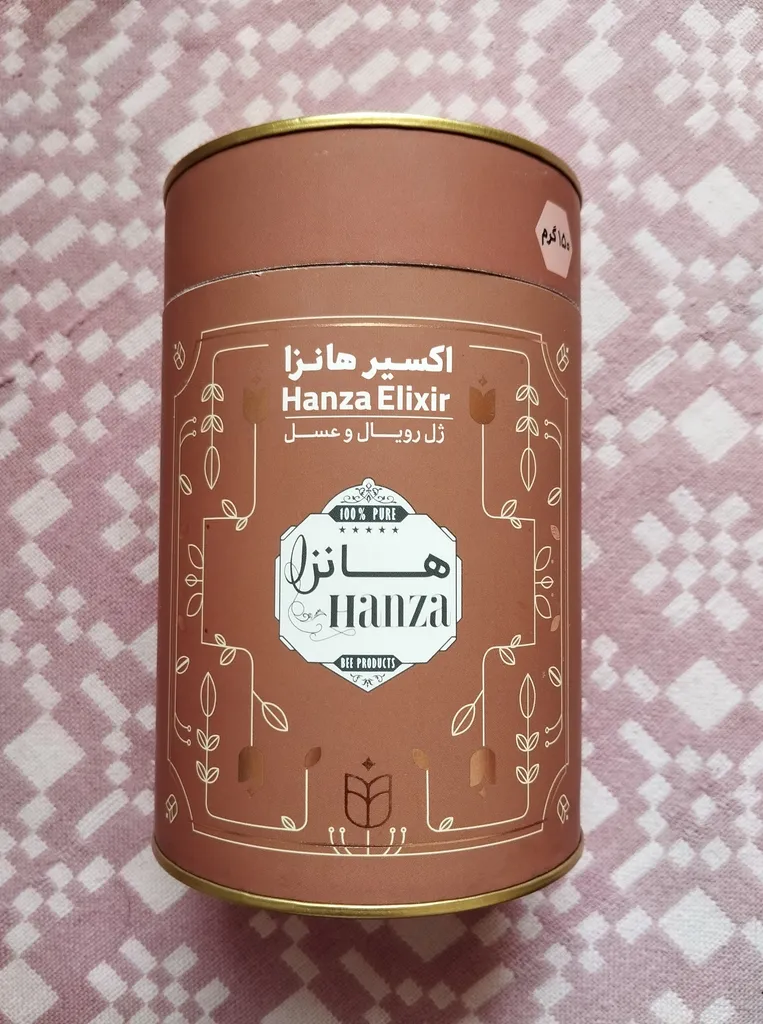 ۱۵۰ گرم
اکسیر هانزا
Hanza Elixir
ژل رویال و عسل
100% PURE
هانزا
Hanza
BEE PRODUCTS